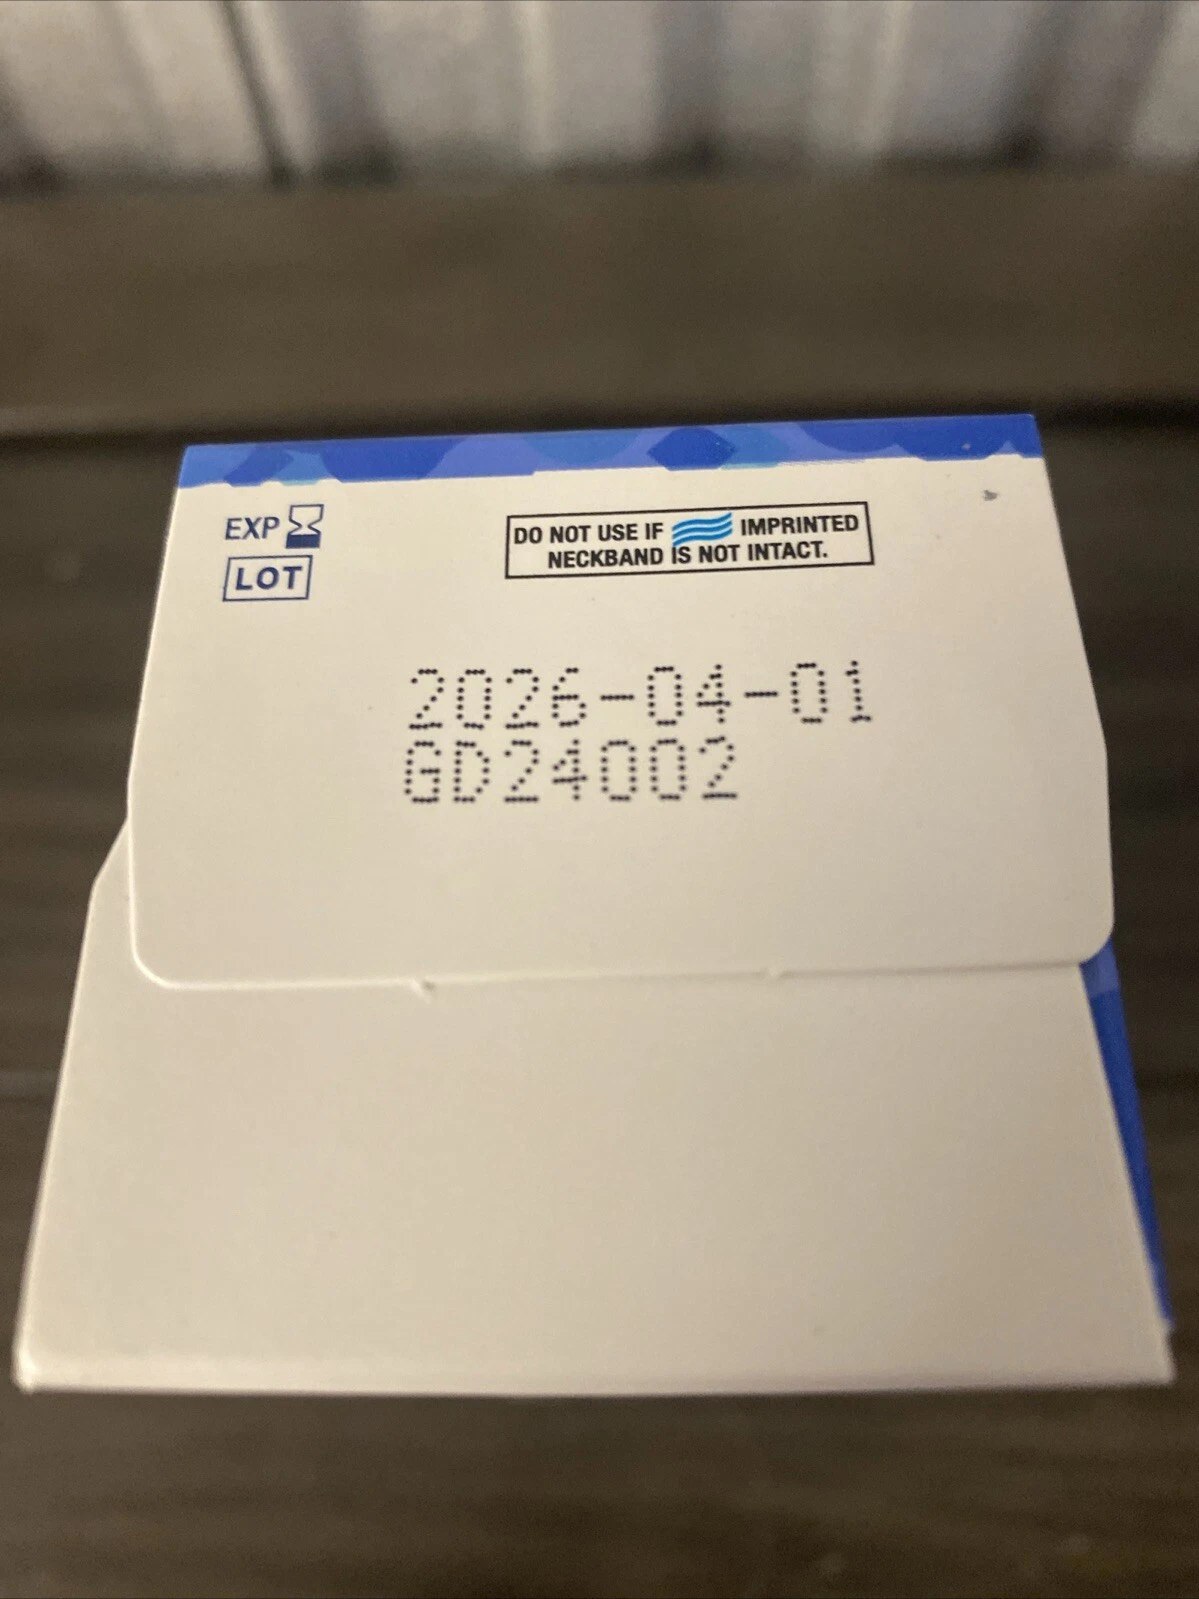 EXP
LOT
DO NOT USE IF IMPRINTED
NECKBAND IS NOT INTACT.
2026-04-01
GD24002